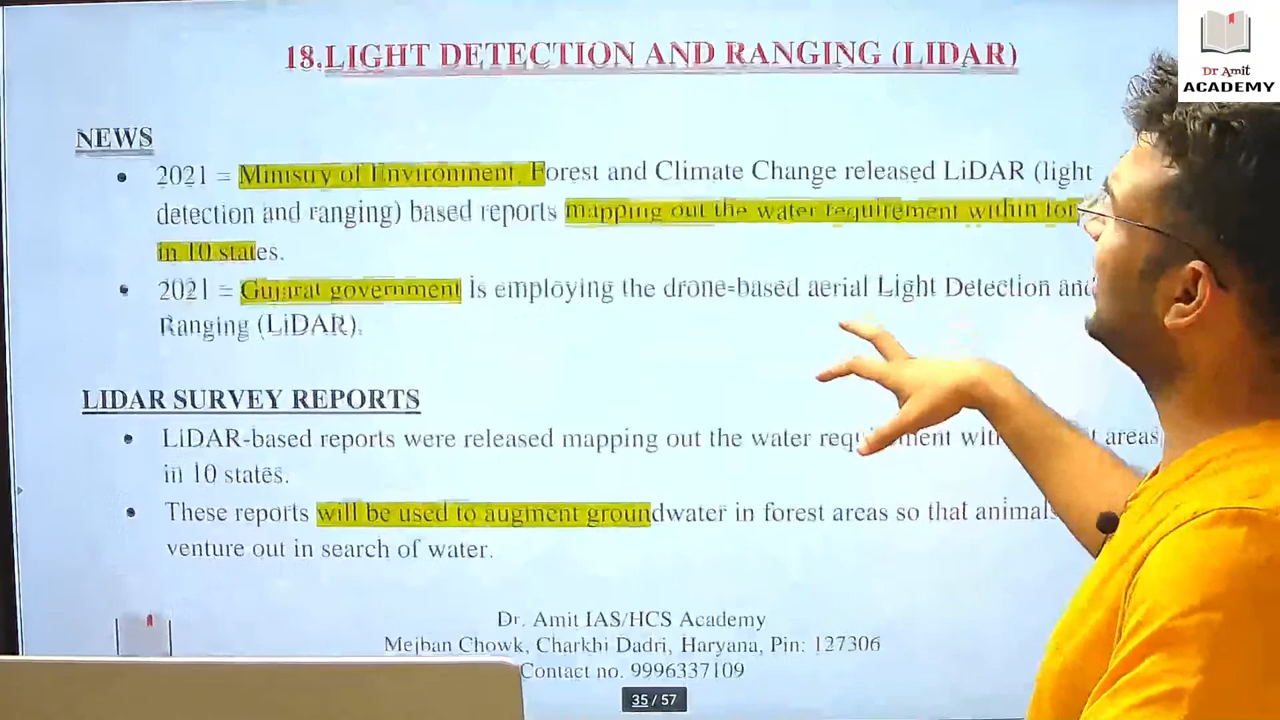 18.LIGHT DETECTION AND RANGING (LIDAR)
Dr Amit
ACADEMY
NEWS
• 2021 = Ministry of Environment, Forest and Climate Change released LiDAR (light
detection and ranging) based reports mapping out the water requirement within
in 10 states.
• 2021 = Gujarat government is employing the drone-based aerial Light Detection and
Ranging (LiDAR).
LIDAR SURVEY REPORTS
• LiDAR-based reports were released mapping out the water areas
in 10 states.
• These reports will be used to augment groundwater in forest areas so that
venture out in search of water.
Dr. Amit IAS/HCS Academy
Mejban Chowk, Charkhi Dadri, Haryana, Pin: 127306
Contact no. 9996337109
35 / 57